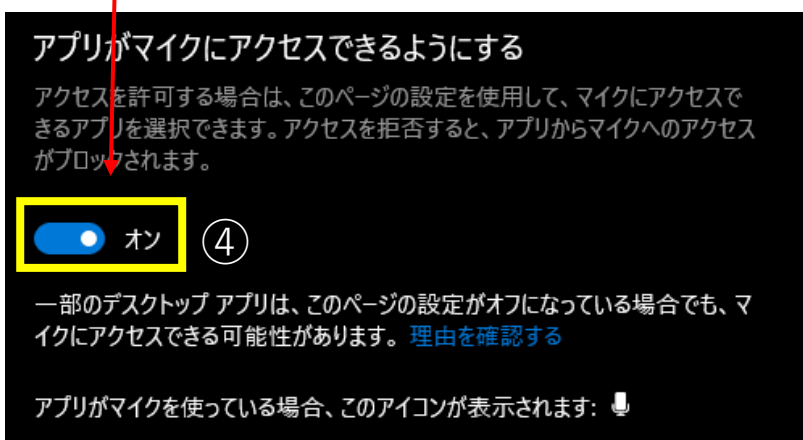 アプリがマイクにアクセスできるようにする
アクセスを許可する場合は、このページの設定を使用して、マイクにアクセスで
きるアプリを選択できます。アクセスを拒否すると、アプリからマイクへのアクセス
がブロックされます。
オン ④
一部のデスクトップ アプリは、このページの設定がオフになっている場合でも、マ
イクにアクセスできる可能性があります。 理由を確認する
アプリがマイクを使っている場合、このアイコンが表示されます: